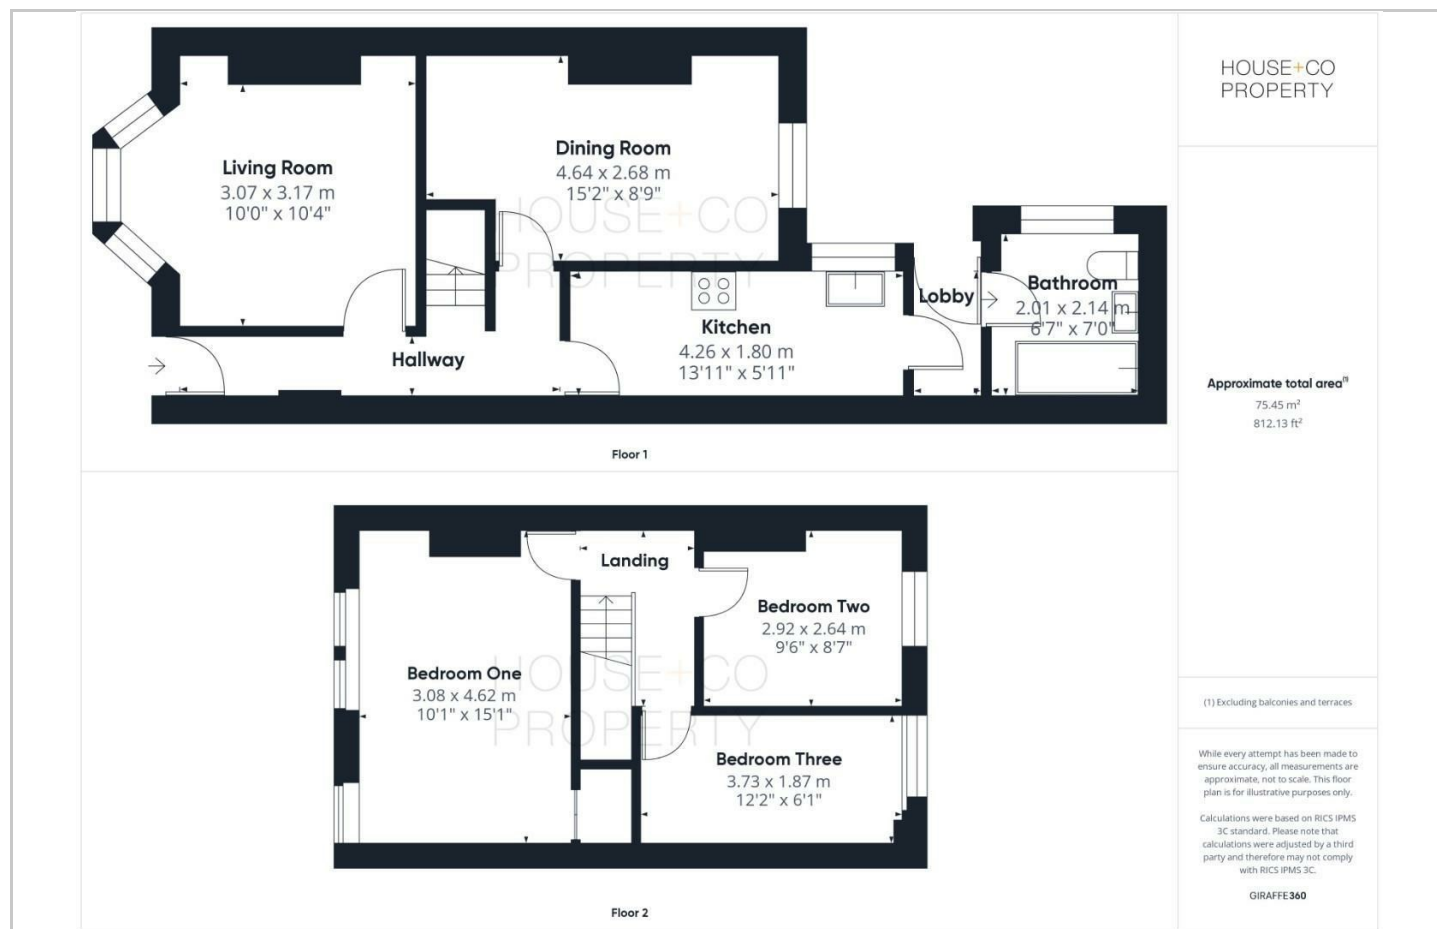 Living Room
3.07 x 3.17 m
10'0" x 10'4"
Dining Room
4.64 x 2.68 m
15'2" x 8'9"
HOUSE+CO
PROPERTY
Hallway
Kitchen
4.26 x 1.80 m
13'11" x 5'11"
Lobby
Bathroom
2.01 x 2.14 m
6'7" x 7'0"
Floor 1
Landing
Bedroom One
3.08 x 4.62 m
10'1" x 15'1"
Bedroom Two
2.92 x 2.64 m
9'6" x 8'7"
HOUSE+CO
PROPERTY
Bedroom Three
3.73 x 1.87 m
12'2" x 6'1"
Floor 2
HOUSE+CO
PROPERTY
Approximate total area(1)
75.45 m²
812.13 ft²
(1) Excluding balconies and terraces
While every attempt has been made to
ensure accuracy, all measurements are
approximate, not to scale. This floor
plan is for illustrative purposes only.
Calculations were based on RICS IPMS
3C standard. Please note that
calculations were adjusted by a third
party and therefore may not comply
with RICS IPMS 3C.
GIRAFFE360